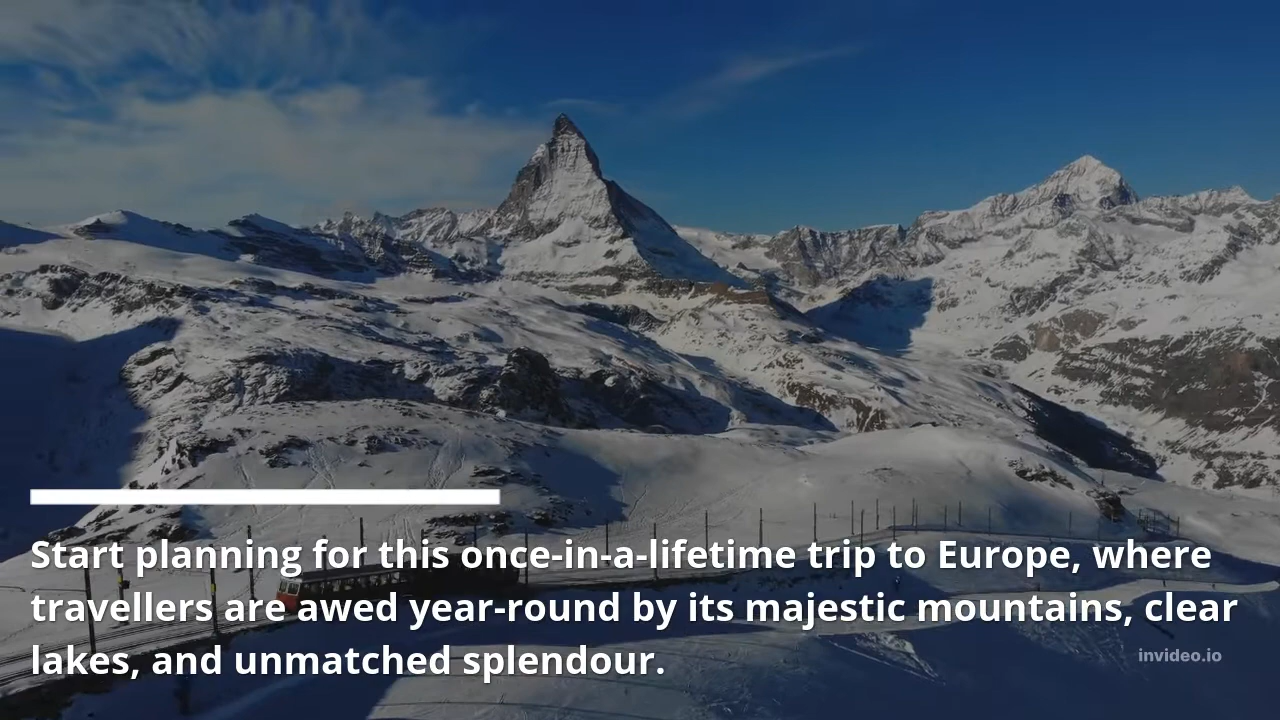 Start planning for this once-in-a-lifetime trip to Europe, where
travellers are awed year-round by its majestic mountains, clear
lakes, and unmatched splendour.
invideo.io